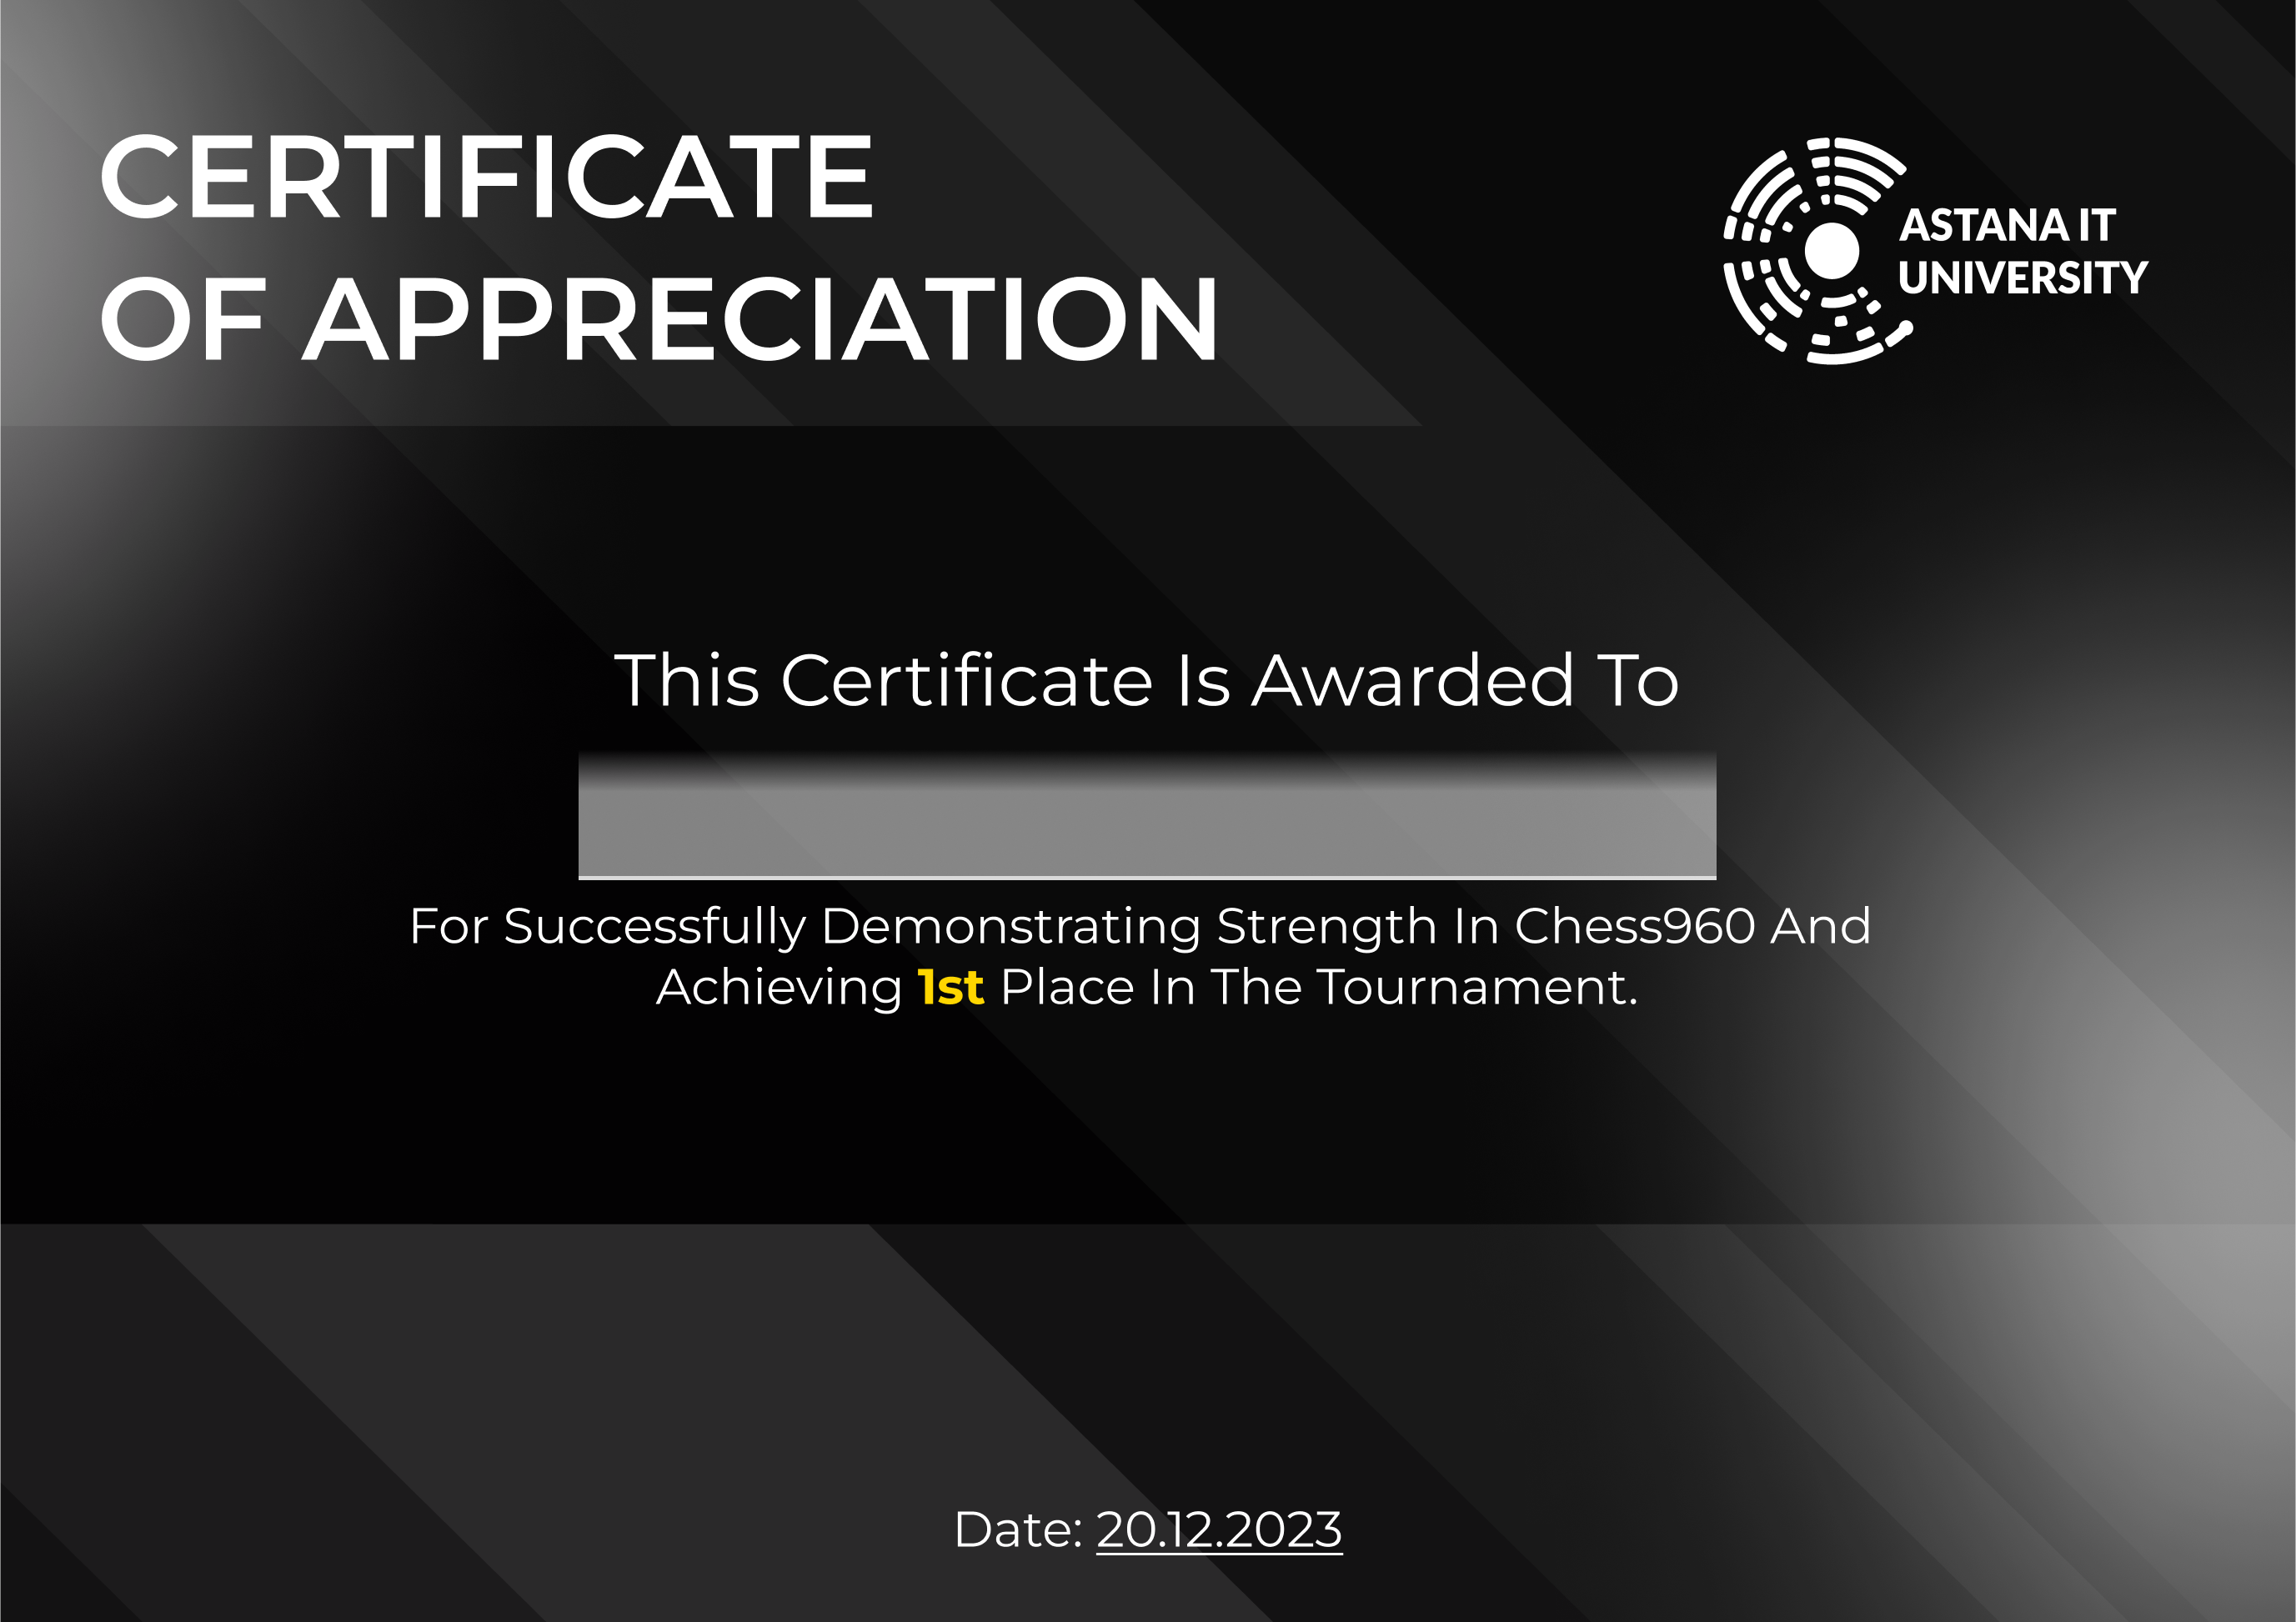 CERTIFICATE
OF APPRECIATION
ASTANA IT
UNIVERSITY
This Certificate Is Awarded To
For Successfully Demonstrating Strength In Chess960 And
Achieving 1st Place In The Tournament.
Date: 20.12.2023